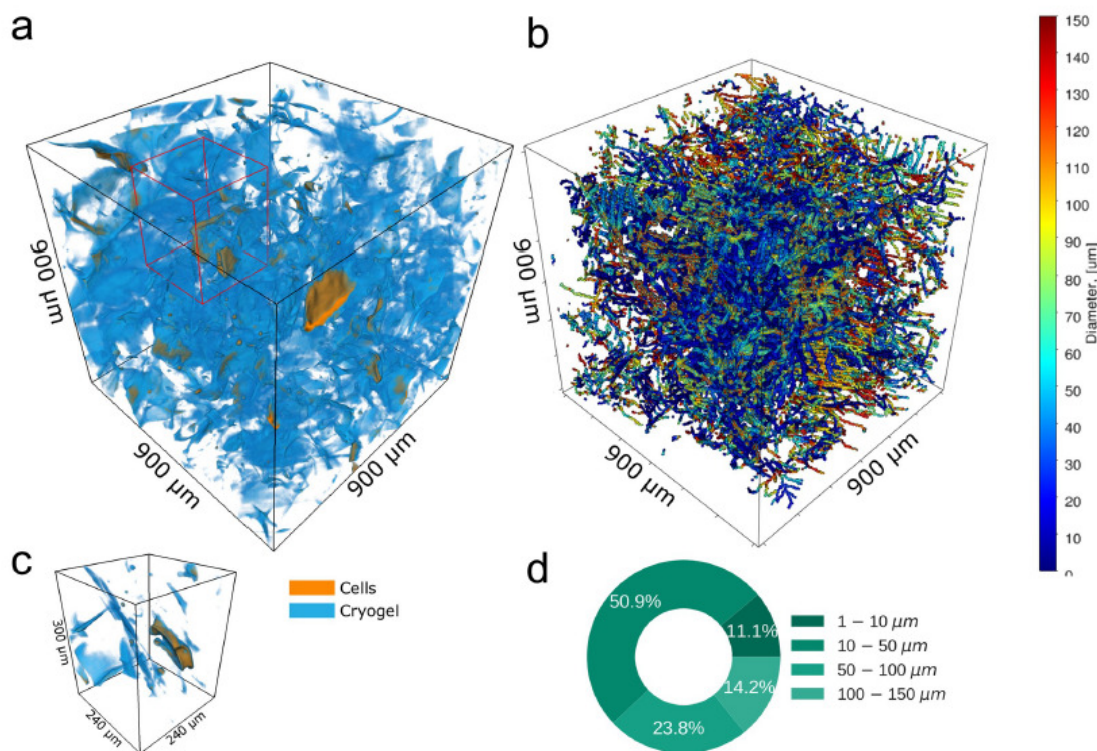 a
900 µm
900 µm
900 µm
b
900 µm
900 µm
900 µm
150
140
130
120
110
100
90
80
70
60
50
40
30
20
10
0
Diameter, [um]
c
300 µm
240 µm
240 µm
Cells
Cryogel
d
50.9%
11.1%
14.2%
23.8%
1 − 10 µm
10 − 50 µm
50 − 100 µm
100 − 150 µm